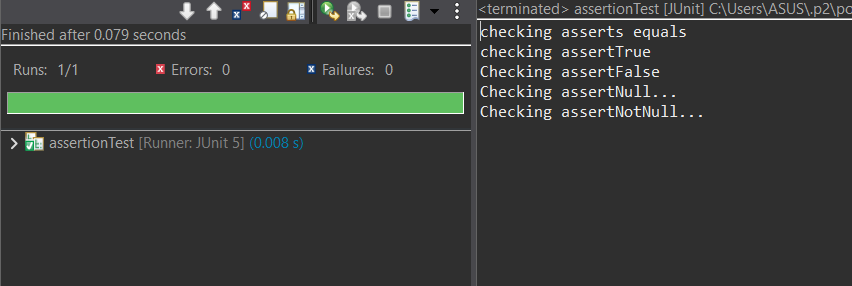 Finished after 0.079 seconds
Runs: 1/1 Errors: 0 Failures: 0
assertionTest [Runner: JUnit 5] (0.008 s)
<terminated> assertionTest [JUnit] C:\Users\ASUS\.p2\po
checking asserts equals
checking assertTrue
Checking assertFalse
Checking assertNull...
Checking assertNotNull...